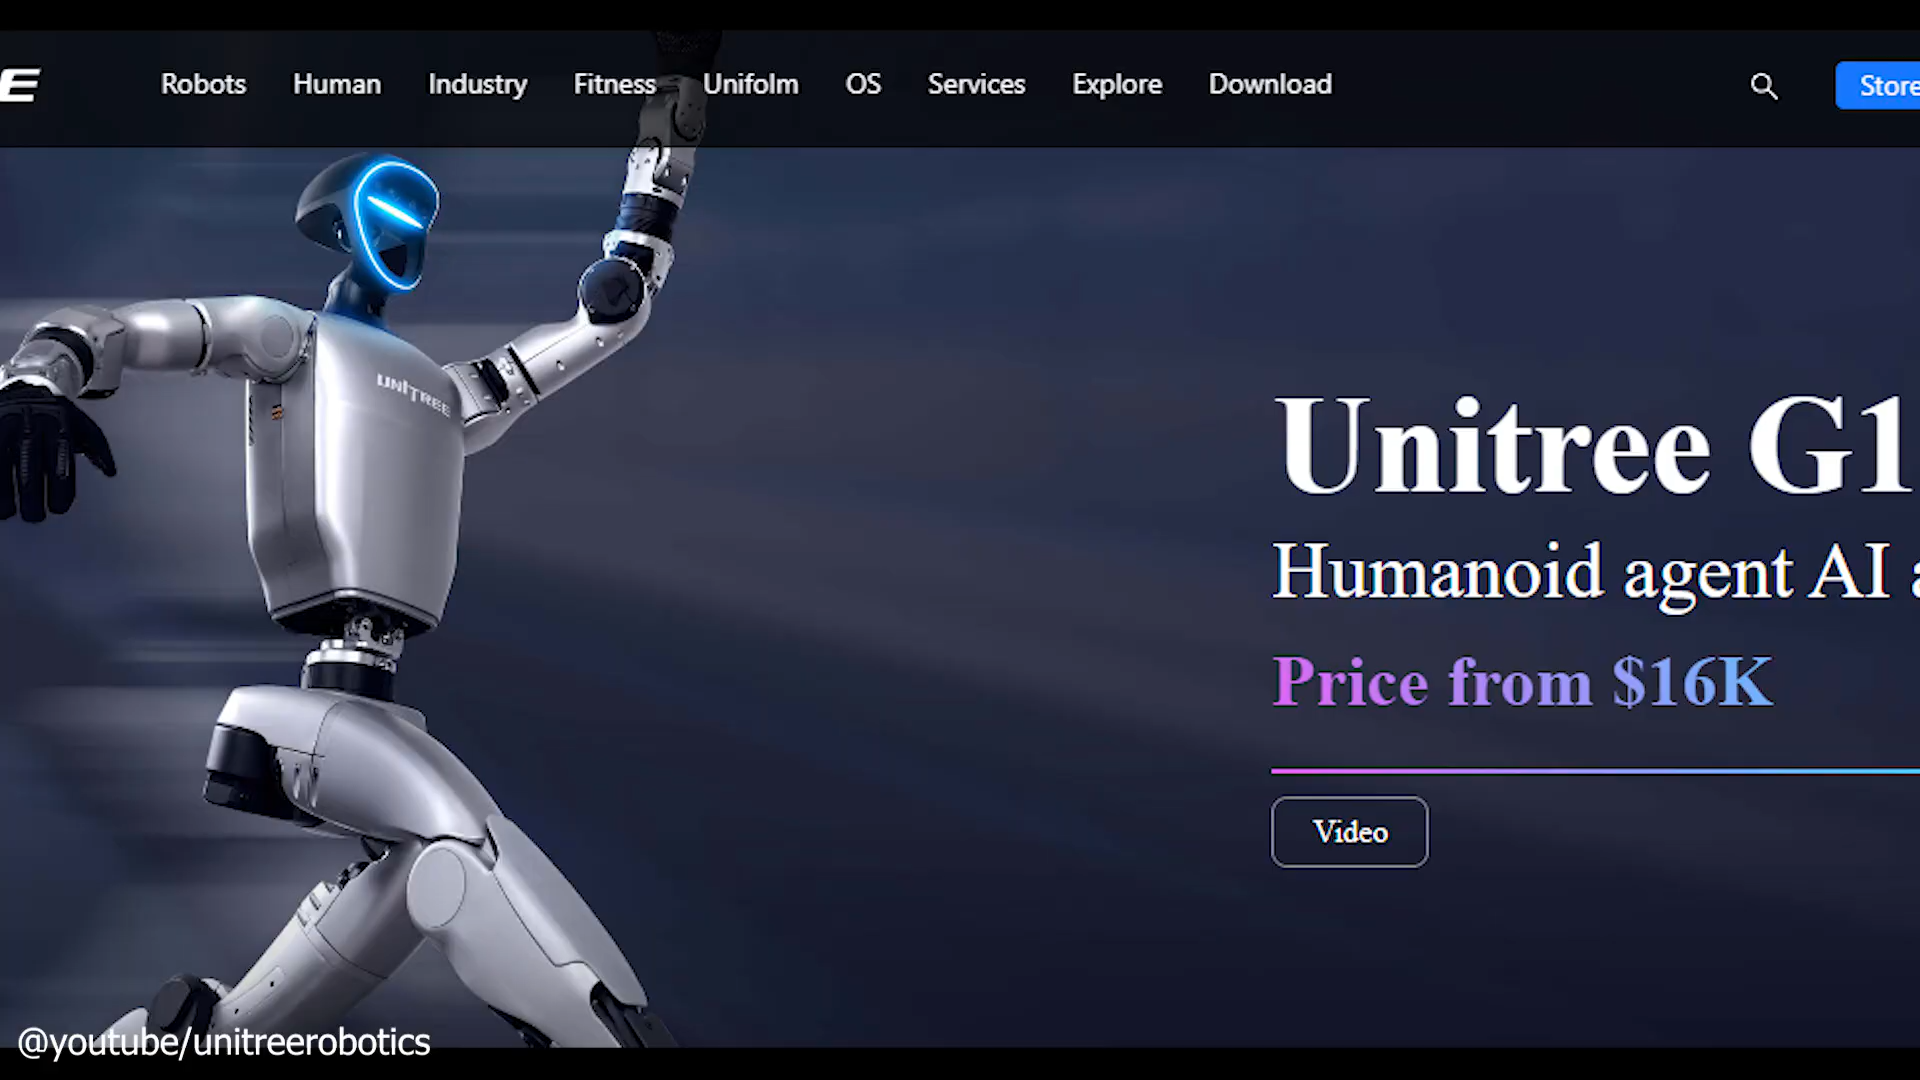 E
Robots Human Industry Fitness Unifolm OS Services Explore Download
Store
UNITREE
Unitree G1
Humanoid agent AI a
Price from $16K
Video
@youtube/unitreerobotics